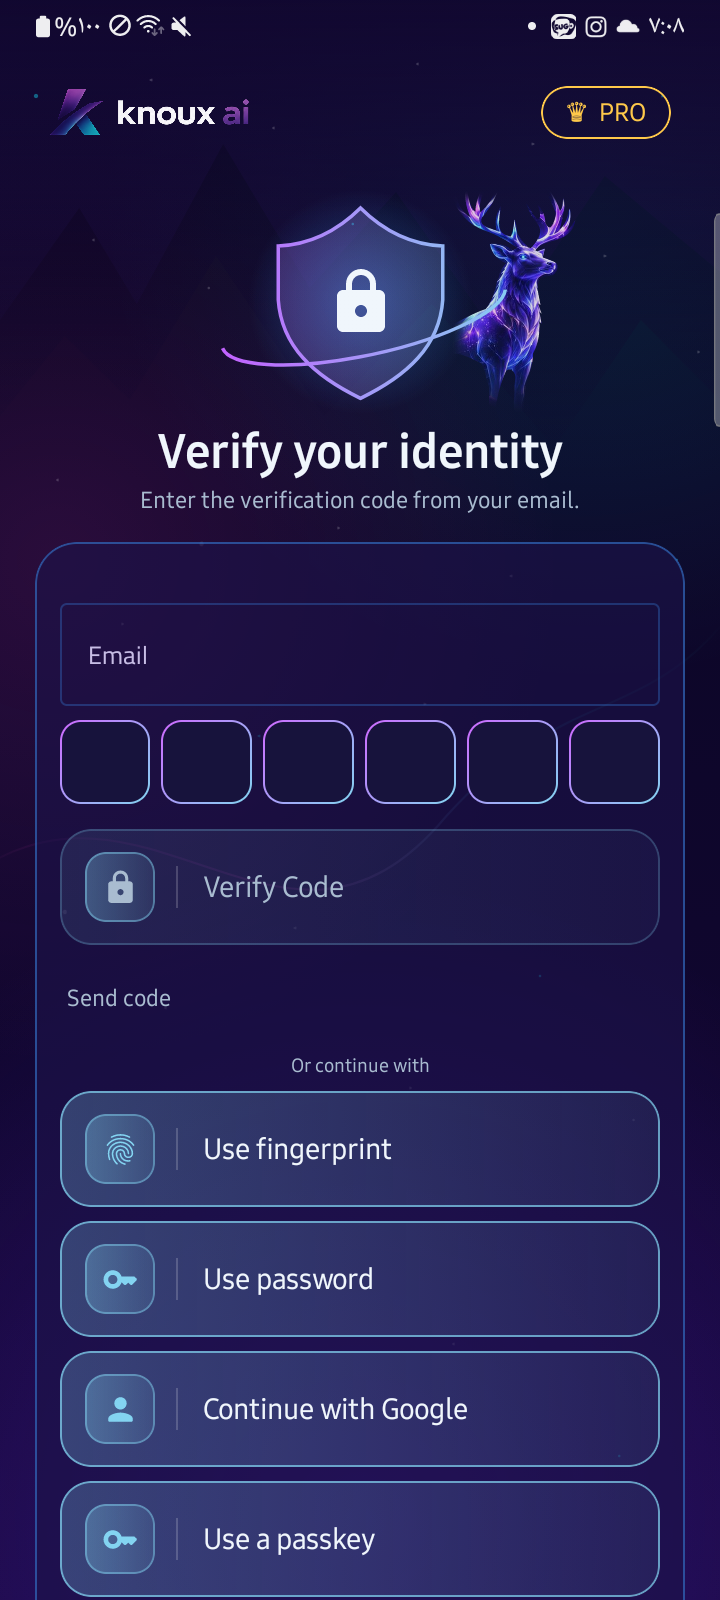 %١٠٠
٧:٠٨
knoux ai
PRO
Verify your identity
Enter the verification code from your email.
Email
Verify Code
Send code
Or continue with
Use fingerprint
Use password
Continue with Google
Use a passkey